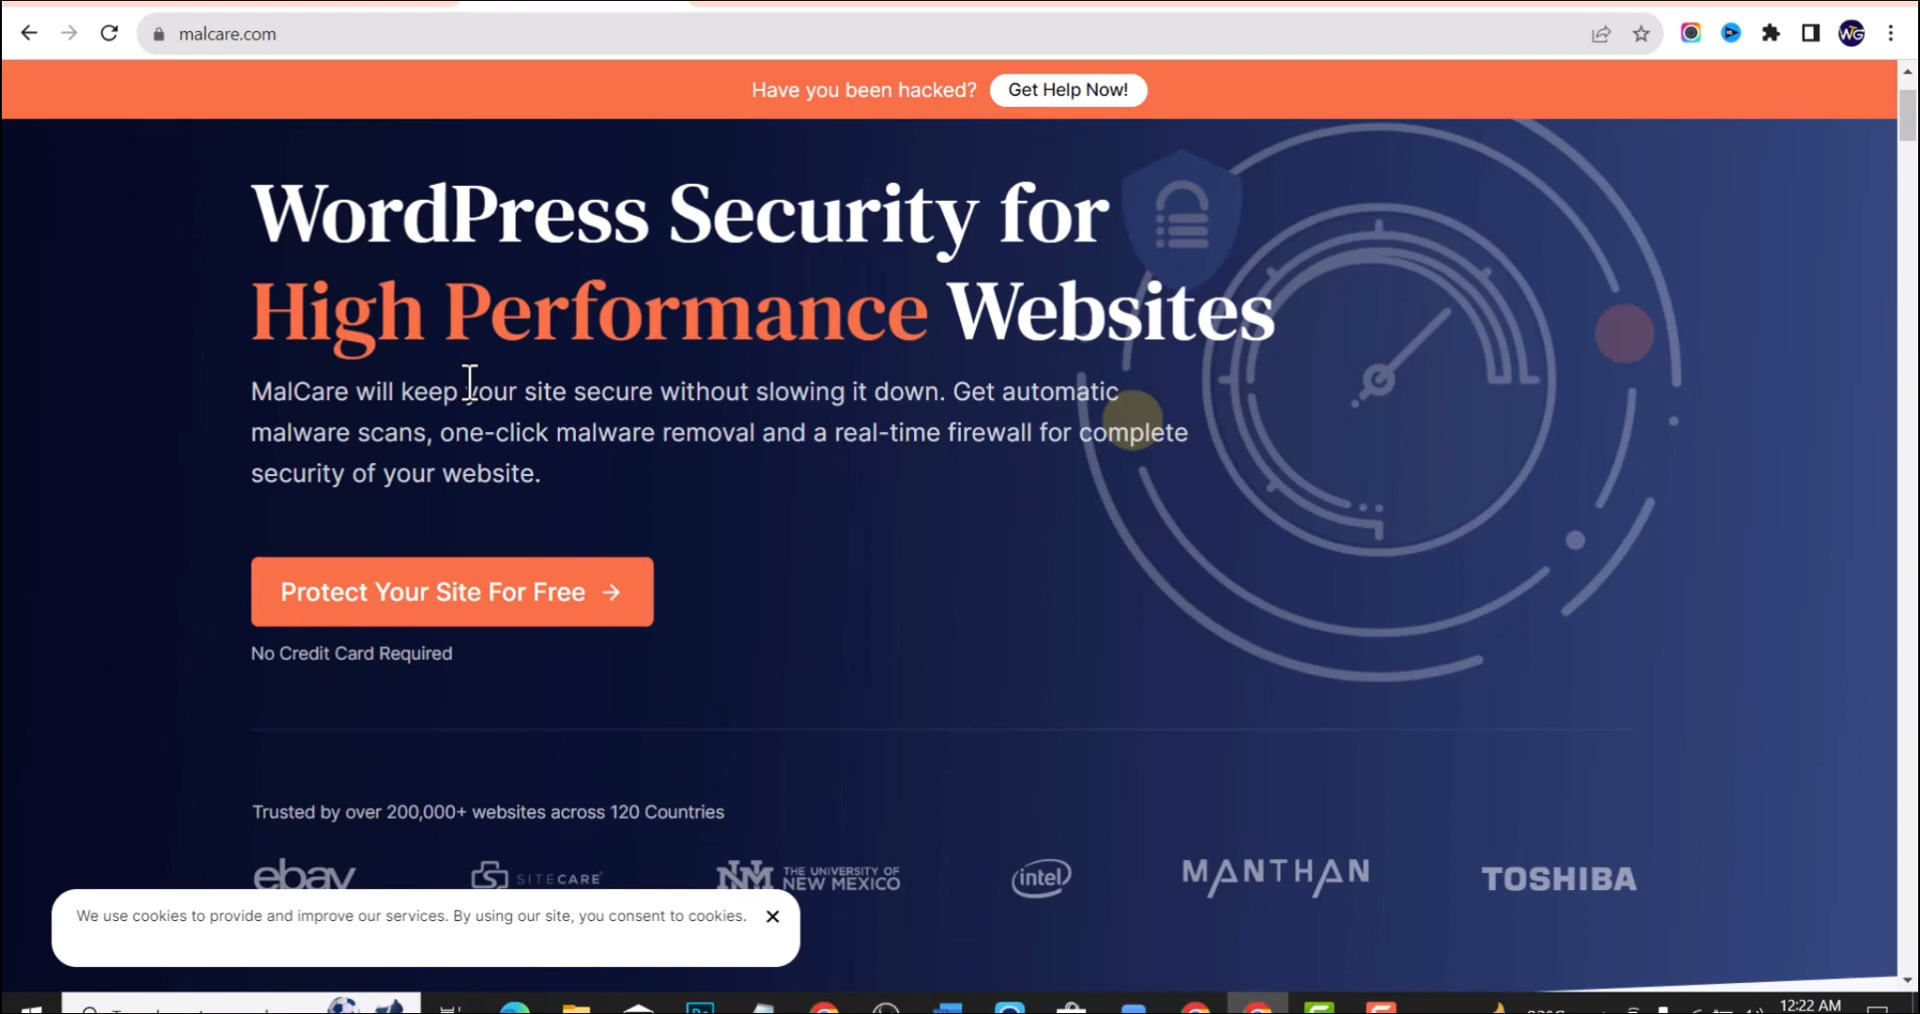 malcare.com
WG
Have you been hacked? Get Help Now!
WordPress Security for
High Performance Websites
MalCare will keep your site secure without slowing it down. Get automatic
malware scans, one-click malware removal and a real-time firewall for complete
security of your website.
Protect Your Site For Free →
No Credit Card Required
Trusted by over 200,000+ websites across 120 Countries
ebay SITECARE NM THE UNIVERSITY OF
NEW MEXICO intel MANTHAN TOSHIBA
We use cookies to provide and improve our services. By using our site, you consent to cookies. ✕
12:22 AM